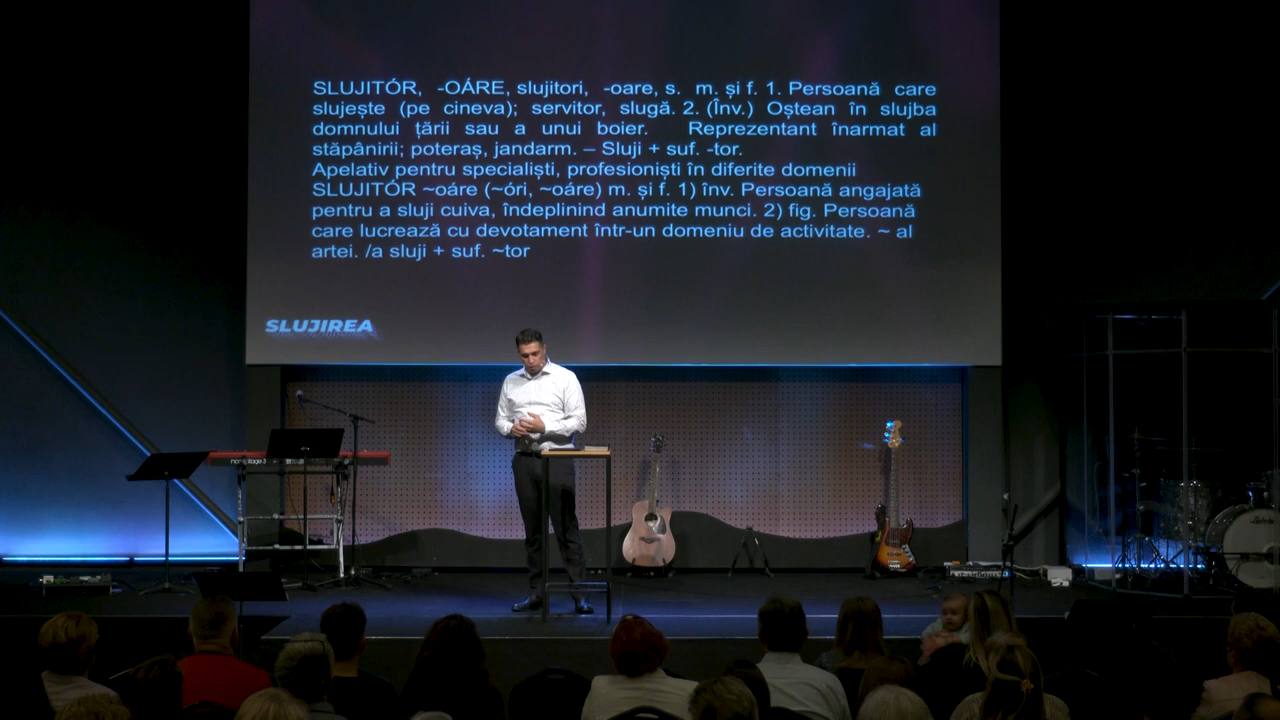 SLUJITÓR, -OÁRE, slujitori, -oare, s. m. și f. 1. Persoană care
slujește (pe cineva); servitor, slugă. 2. (Înv.) Oștean în slujba
domnului țării sau a unui boier. Reprezentant înarmat al
stăpânirii; poteraș, jandarm. – Sluji + suf. -tor.
Apelativ pentru specialiști, profesioniști în diferite domenii
SLUJITÓR ~oáre (~óri, ~oáre) m. și f. 1) înv. Persoană angajată
pentru a sluji cuiva, îndeplinind anumite munci. 2) fig. Persoană
care lucrează cu devotament într-un domeniu de activitate. ~ al
artei. /a sluji + suf. ~tor
SLUJIREA